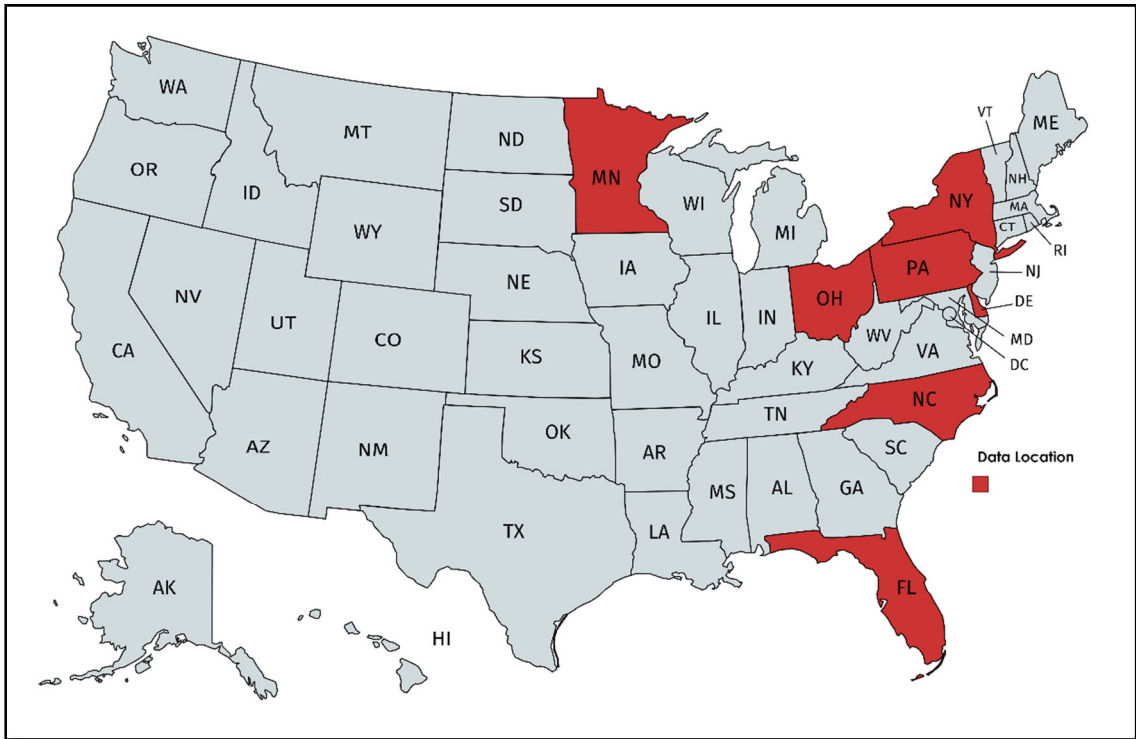 WA
MT
ND
MN
VT
ME
OR
ID
SD
WI
NH
NY
MA
WY
MI
CT
RI
IA
PA
NJ
NE
NV
OH
DE
UT
IL
IN
CA
CO
WV
MD
KS
MO
VA
DC
KY
NC
TN
OK
AZ
NM
AR
SC
Data Location
MS
AL
GA
TX
LA
AK
FL
HI